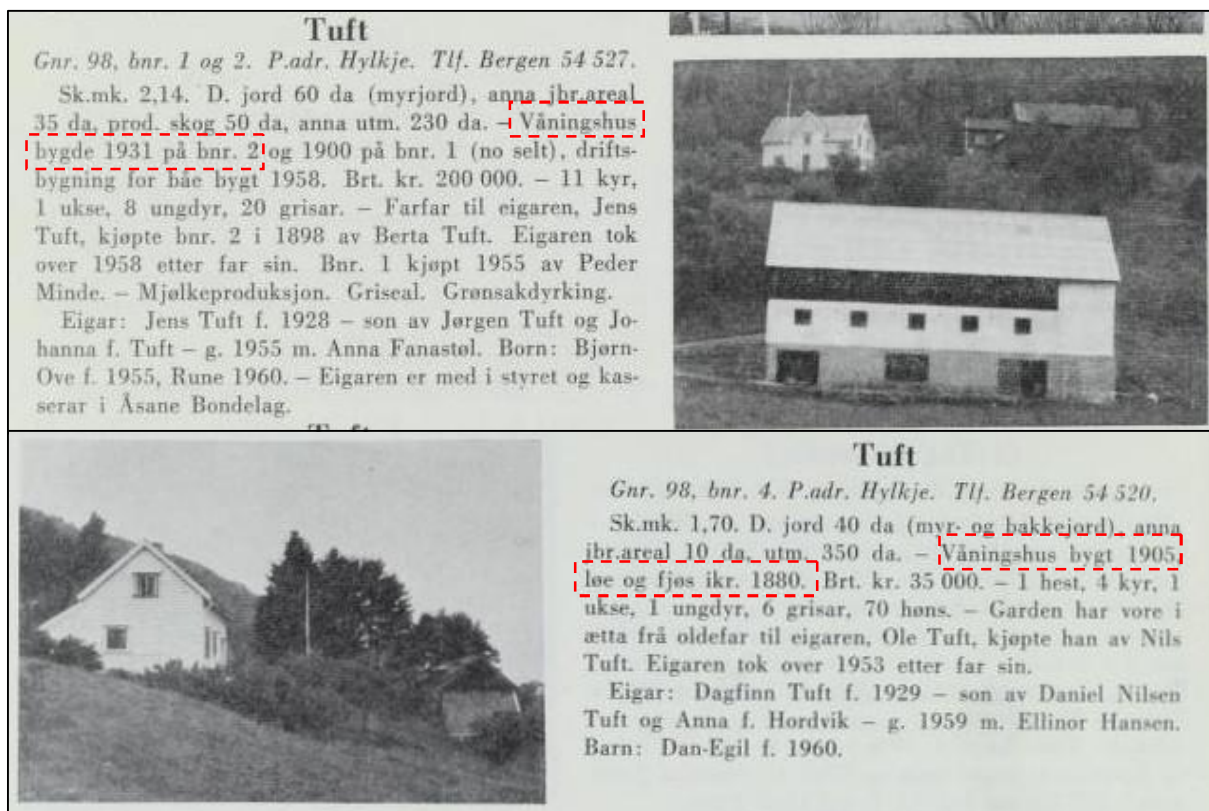 Tuft
Gnr. 98, bnr. 1 og 2. P.adr. Hylkje. Tlf. Bergen 54 527.
Sk.mk. 2,14. D. jord 60 da (myrjord), anna jbr.areal
35 da, prod. skog 50 da, anna utm. 230 da. – Våningshus
bygde 1931 på bnr. 2 og 1900 på bnr. 1 (no selt), drifts-
bygning for båe bygt 1958. Brt. kr. 200 000. – 11 kyr,
1 ukse, 8 ungdyr, 20 grisar. – Farfar til eigaren, Jens
Tuft, kjøpte bnr. 2 i 1898 av Berta Tuft. Eigaren tok
over 1958 etter far sin. Bnr. 1 kjøpt 1955 av Peder
Minde. – Mjølkeproduksjon. Griseal. Grønsakdyrking.
Eigar: Jens Tuft f. 1928 – son av Jørgen Tuft og Jo-
hanna f. Tuft – g. 1955 m. Anna Fanastøl. Born: Bjørn-
Ove f. 1955, Rune 1960. – Eigaren er med i styret og kas-
serar i Åsane Bondelag.
Tuft
Gnr. 98, bnr. 4. P.adr. Hylkje. Tlf. Bergen 54 520.
Sk.mk. 1,70. D. jord 40 da (myr- og bakkejord), anna
jbr.areal 10 da, utm. 350 da. – Våningshus bygt 1905,
løe og fjøs ikr. 1880. Brt. kr. 35 000. – 1 hest, 4 kyr, 1
ukse, 1 ungdyr, 6 grisar, 70 høns. – Garden har vore i
ætta frå oldefar til eigaren, Ole Tuft, kjøpte han av Nils
Tuft. Eigaren tok over 1953 etter far sin.
Eigar: Dagfinn Tuft f. 1929 – son av Daniel Nilsen
Tuft og Anna f. Hordvik – g. 1959 m. Ellinor Hansen.
Barn: Dan-Egil f. 1960.